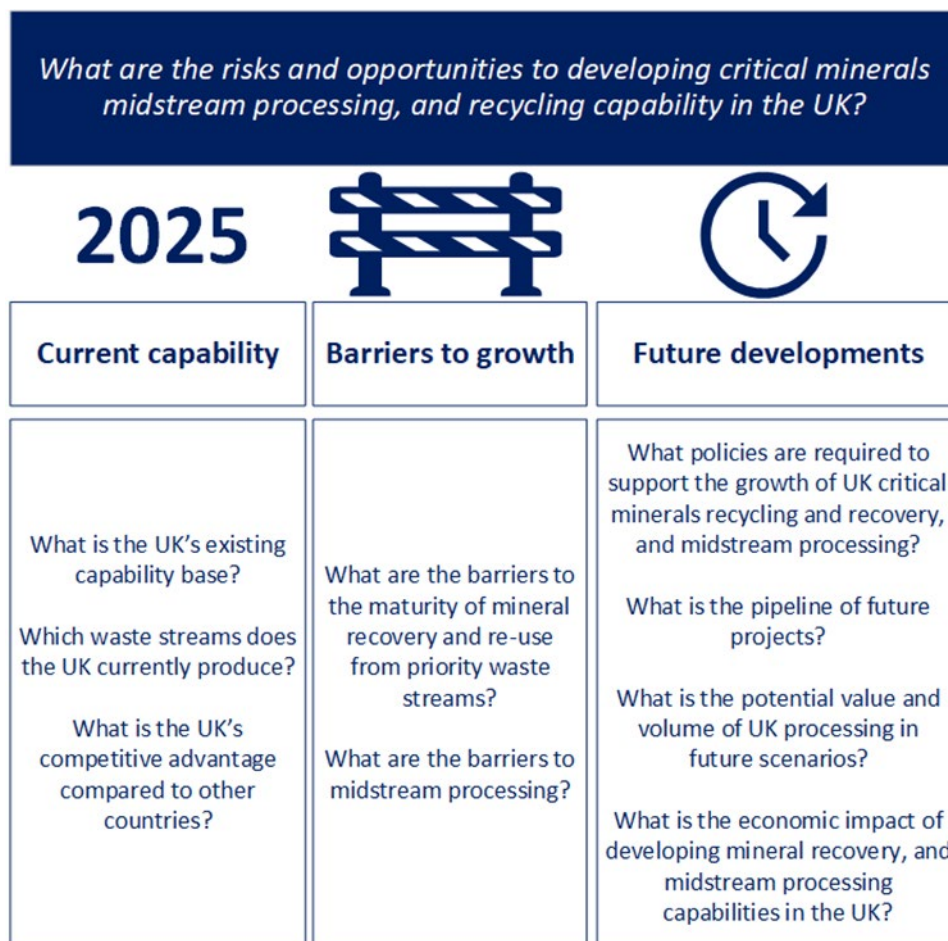 What are the risks and opportunities to developing critical minerals
midstream processing, and recycling capability in the UK?
2025
Current capability
Barriers to growth
Future developments
What is the UK’s existing
capability base?
Which waste streams does
the UK currently produce?
What is the UK’s
competitive advantage
compared to other
countries?
What are the barriers to
the maturity of mineral
recovery and re-use
from priority waste
streams?
What are the barriers to
midstream processing?
What policies are required to
support the growth of UK critical
minerals recycling and recovery,
and midstream processing?
What is the pipeline of future
projects?
What is the potential value and
volume of UK processing in
future scenarios?
What is the economic impact of
developing mineral recovery, and
midstream processing
capabilities in the UK?